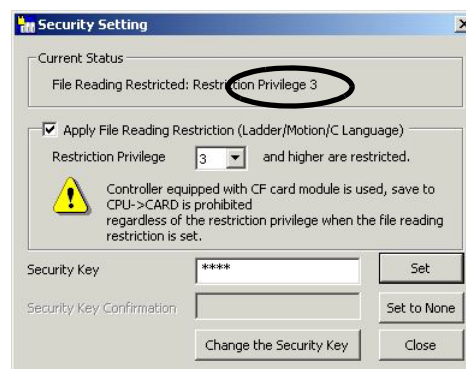 Security Setting
Current Status
File Reading Restricted: Restriction Privilege 3
Apply File Reading Restriction (Ladder/Motion/C Language)
Restriction Privilege 3 and higher are restricted.
Controller equipped with CF card module is used, save to
CPU->CARD is prohibited
regardless of the restriction privilege when the file reading
restriction is set.
Security Key **** Set
Security Key Confirmation Set to None
Change the Security Key Close